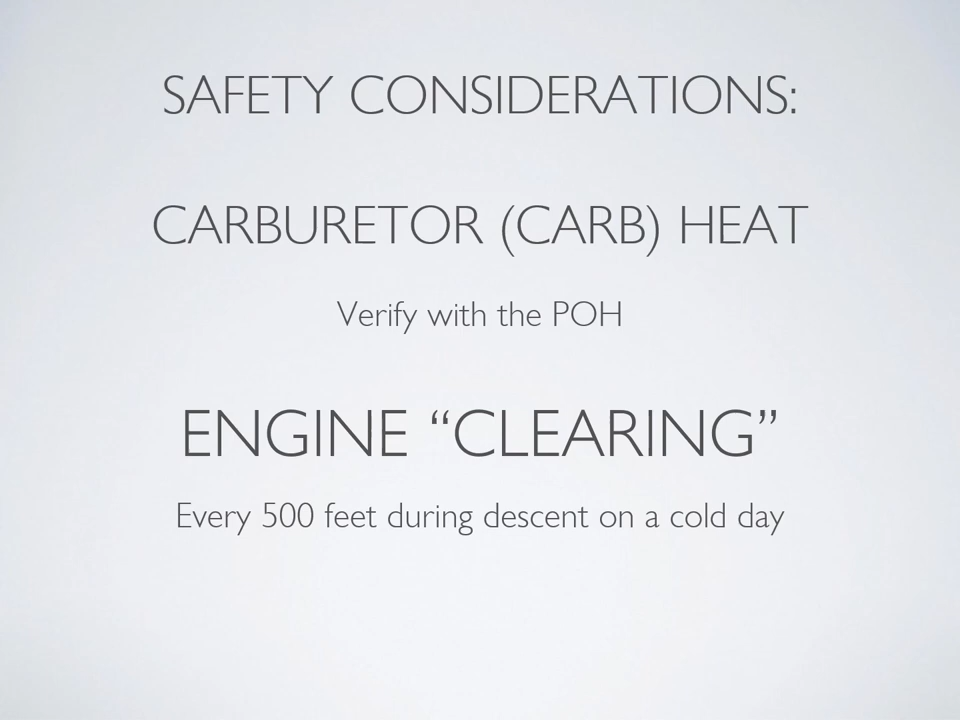 SAFETY CONSIDERATIONS:
CARBURETOR (CARB) HEAT
Verify with the POH
ENGINE “CLEARING”
Every 500 feet during descent on a cold day